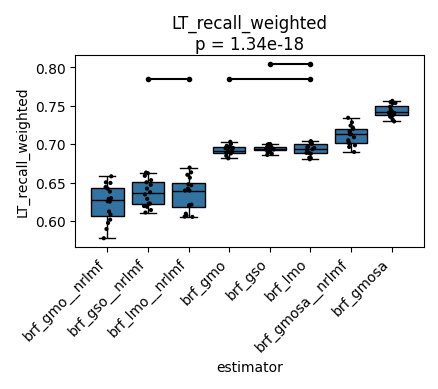 LT_recall_weighted
p = 1.34e-18
LT_recall_weighted
0.80
0.75
0.70
0.65
0.60
brf_gmo__nrlmf
brf_gso__nrlmf
brf_lmo__nrlmf
brf_gmo
brf_gso
brf_lmo
brf_gmosa__nrlmf
brf_gmosa
estimator